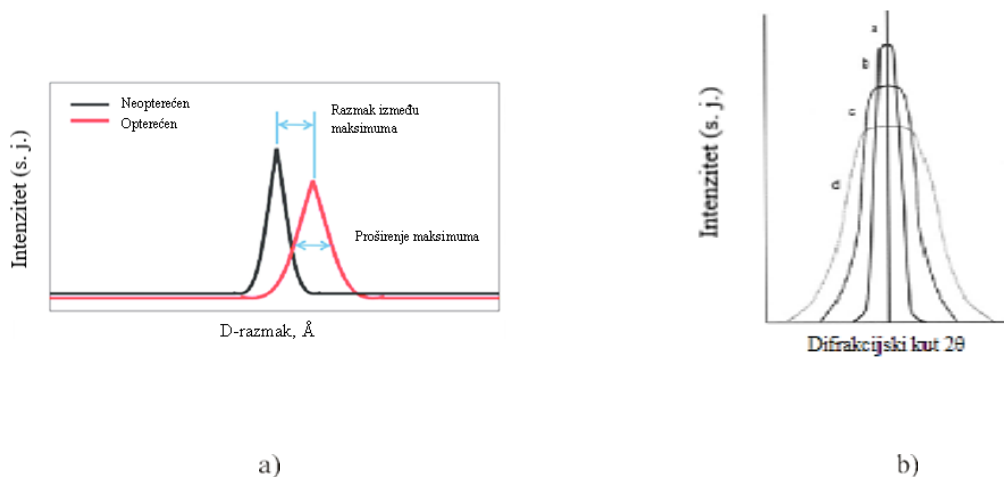 Neopterećen
Opterećen
Razmak između
maksimuma
Proširenje maksimuma
Intenzitet (s. j.)
D-razmak, Å
a)
a
c
d
Intenzitet (s. j.)
Difrakcijski kut 2θ
b)